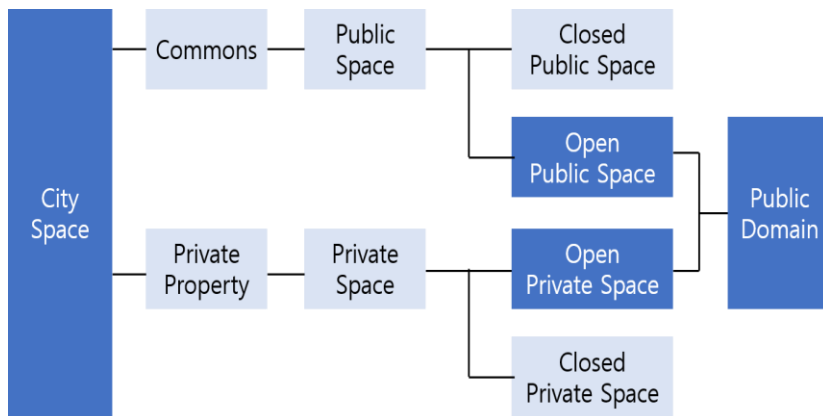 City
Space
Commons
Public
Space
Closed
Public Space
Open
Public Space
Private
Property
Private
Space
Open
Private Space
Closed
Private Space
Public
Domain